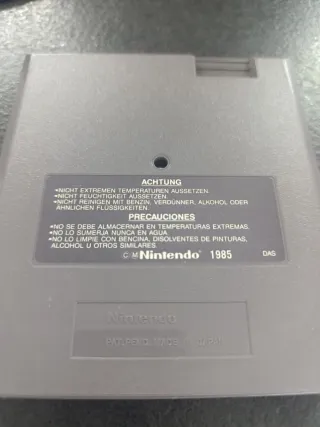 ACHTUNG
•NICHT EXTREMEN TEMPERATUREN AUSSETZEN.
•NICHT FEUCHTIGKEIT AUSSETZEN.
•NICHT REINIGEN MIT BENZIN, VERDÜNNER, ALKOHOL ODER
ÄHNLICHEN FLÜSSIGKEITEN.
PRECAUCIONES
•NO SE DEBE ALMACERNAR EN TEMPERATURAS EXTREMAS.
•NO LO SUMERJA NUNCA EN AGUA.
•NO LO LIMPIE CON BENCINA, DISOLVENTES DE PINTURAS,
ALCOHOL U OTROS SIMILARES.
© M Nintendo® 1985 DAS
Nintendo